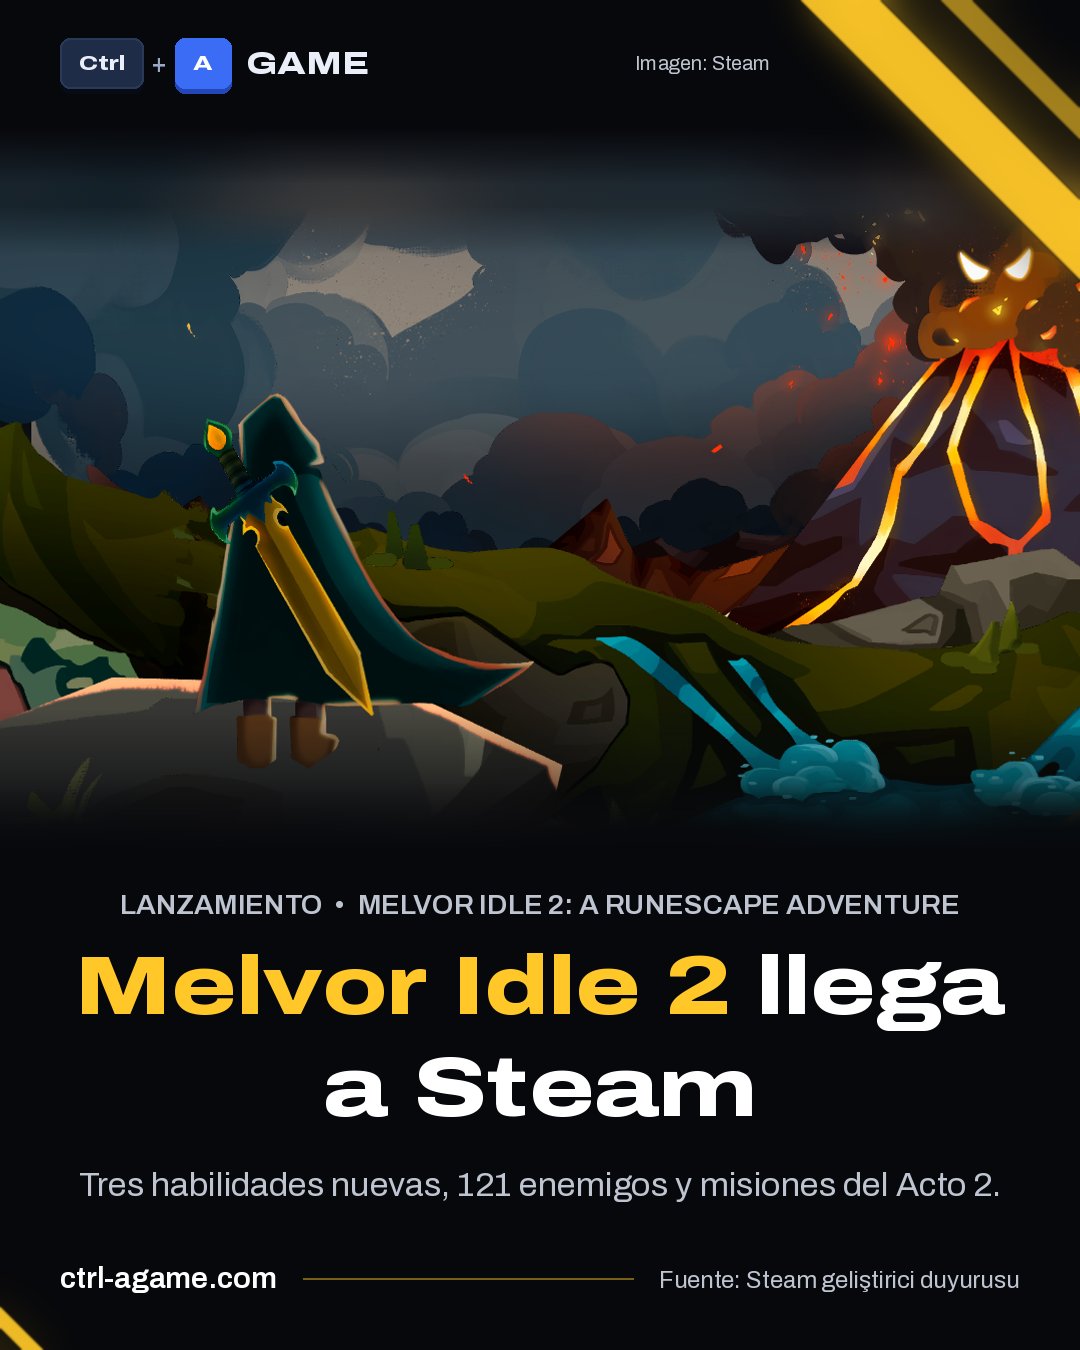 Ctrl + A GAME
Imagen: Steam
LANZAMIENTO • MELVOR IDLE 2: A RUNESCAPE ADVENTURE
Melvor Idle 2 llega
a Steam
Tres habilidades nuevas, 121 enemigos y misiones del Acto 2.
ctrl-agame.com
Fuente: Steam geliştirici duyurusu